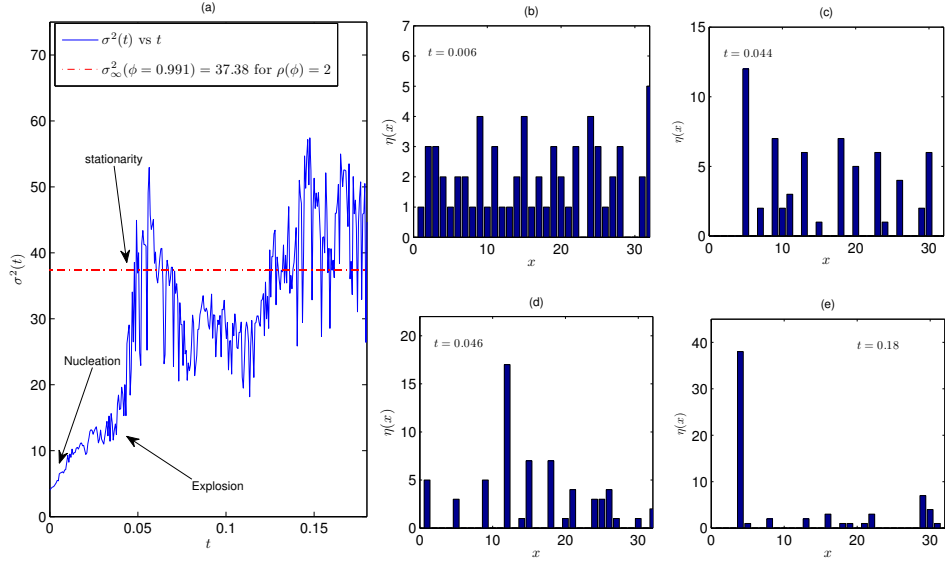 (a)
σ²(t) vs t
σ²∞(ϕ = 0.991) = 37.38 for ρ(ϕ) = 2
stationarity
Nucleation
Explosion
σ²(t)
0
10
20
30
40
50
60
70
0
0.05
0.1
0.15
t
(b)
t = 0.006
η(x)
0
1
2
3
4
5
6
7
0
10
20
30
x
(c)
t = 0.044
η(x)
0
5
10
15
0
10
20
30
x
(d)
t = 0.046
η(x)
0
5
10
15
20
0
10
20
30
x
(e)
t = 0.18
η(x)
0
10
20
30
40
0
10
20
30
x